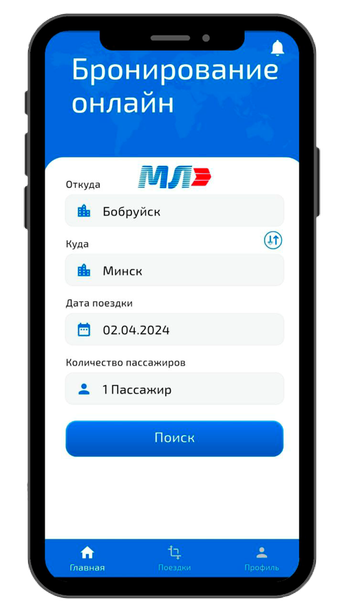 Бронирование
онлайн
МЛ
Откуда
Бобруйск
Куда
Минск
Дата поездки
02.04.2024
Количество пассажиров
1 Пассажир
Поиск
Главная Поездки Профиль